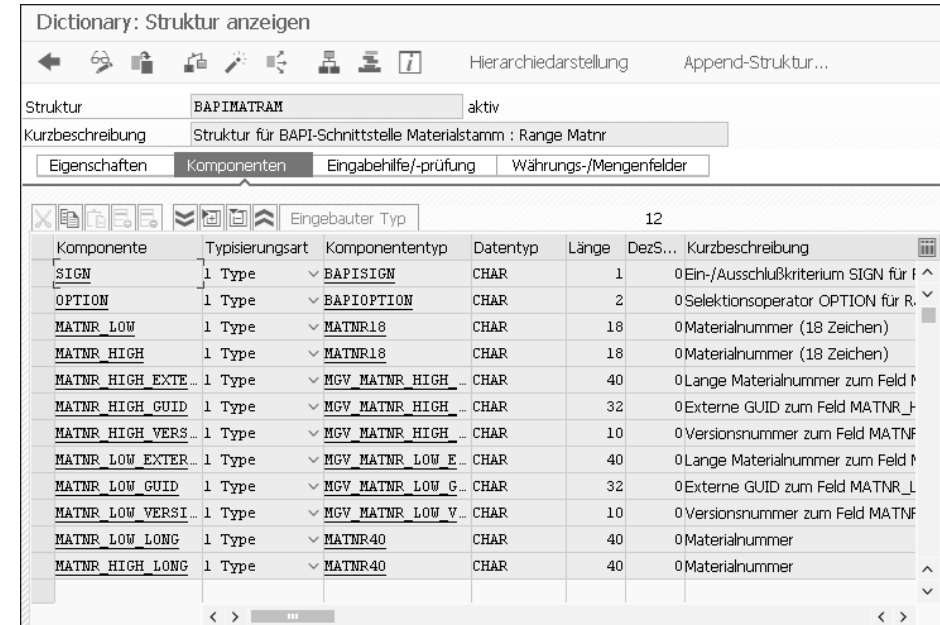 Dictionary: Struktur anzeigen
Hierarchiedarstellung Append-Struktur...
Struktur BAPIMATRAM aktiv
Kurzbeschreibung Struktur für BAPI-Schnittstelle Materialstamm : Range Matnr
Eigenschaften Komponenten Eingabehilfe/-prüfung Währungs-/Mengenfelder
Eingebauter Typ 12
Komponente Typisierungsart Komponententyp Datentyp Länge DezS... Kurzbeschreibung
SIGN 1 Type BAPISIGN CHAR 1 0 Ein-/Ausschlußkriterium SIGN für
OPTION 1 Type BAPIOPTION CHAR 2 0 Selektionsoperator OPTION für
MATNR_LOW 1 Type MATNR18 CHAR 18 0 Materialnummer (18 Zeichen)
MATNR_HIGH 1 Type MATNR18 CHAR 18 0 Materialnummer (18 Zeichen)
MATNR_HIGH_EXTE... 1 Type MGV_MATNR_HIGH_... CHAR 40 0 Lange Materialnummer zum Feld
MATNR_HIGH_GUID 1 Type MGV_MATNR_HIGH_... CHAR 32 0 Externe GUID zum Feld MATNR_H
MATNR_HIGH_VERS... 1 Type MGV_MATNR_HIGH_... CHAR 10 0 Versionsnummer zum Feld MATNR
MATNR_LOW_EXTER... 1 Type MGV_MATNR_LOW_E... CHAR 40 0 Lange Materialnummer zum Feld
MATNR_LOW_GUID 1 Type MGV_MATNR_LOW_G... CHAR 32 0 Externe GUID zum Feld MATNR_L
MATNR_LOW_VERSI... 1 Type MGV_MATNR_LOW_V... CHAR 10 0 Versionsnummer zum Feld MATNR
MATNR_LOW_LONG 1 Type MATNR40 CHAR 40 0 Materialnummer
MATNR_HIGH_LONG 1 Type MATNR40 CHAR 40 0 Materialnummer